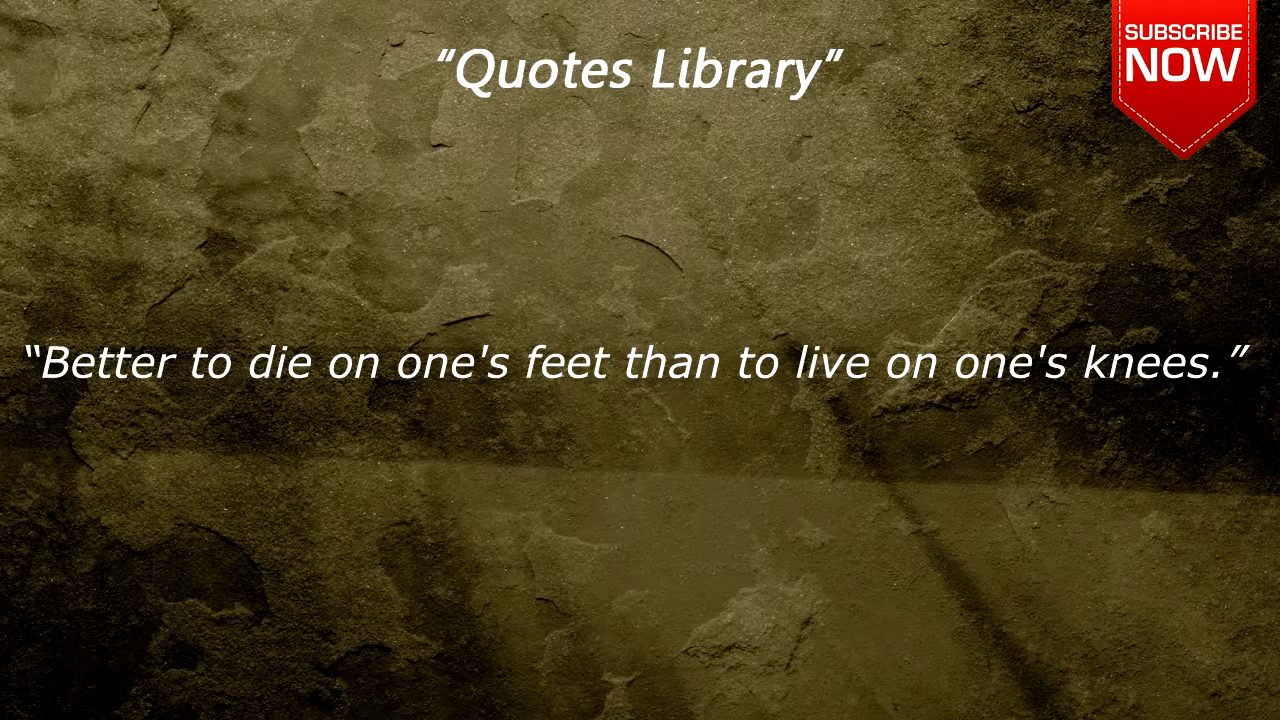 “Quotes Library”
SUBSCRIBE
NOW
“Better to die on one's feet than to live on one's knees.”